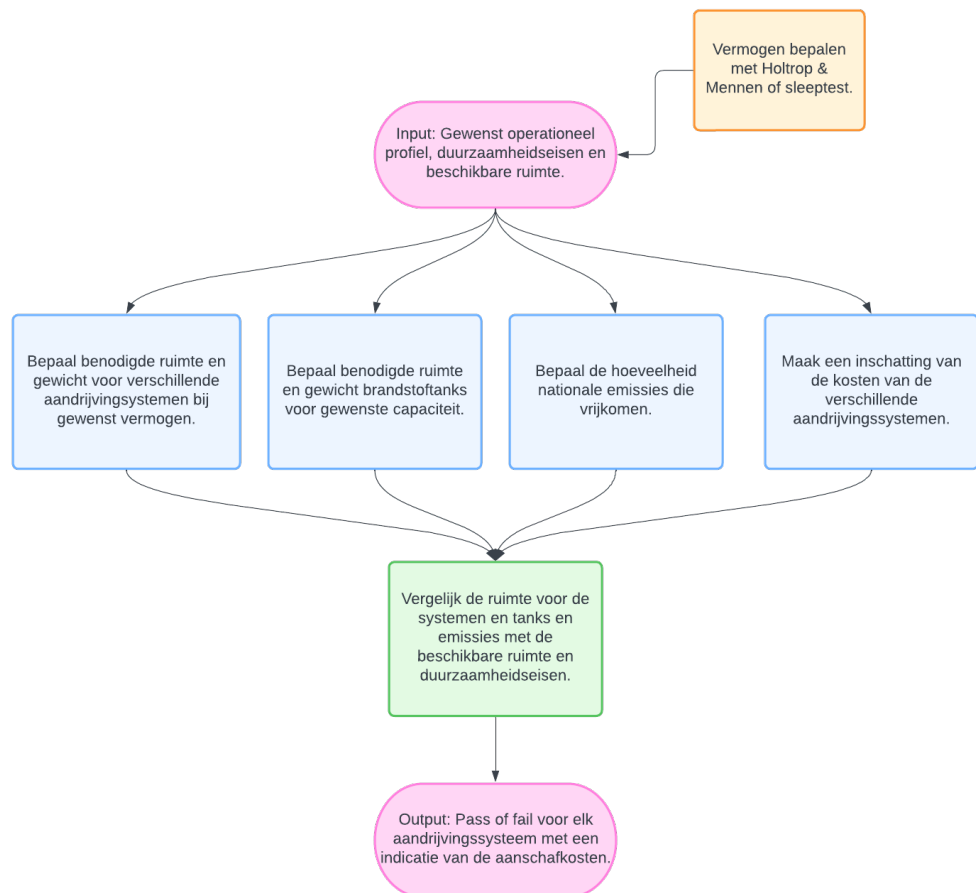 Vermogen bepalen
met Holtrop &
Mennen of sleeptest.
Input: Gewenst operationeel
profiel, duurzaamheidseisen en
beschikbare ruimte.
Bepaal benodigde ruimte en
gewicht voor verschillende
aandrijvingsystemen bij
gewenst vermogen.
Bepaal benodigde ruimte
en gewicht brandstoftanks
voor gewenste capaciteit.
Bepaal de hoeveelheid
nationale emissies die
vrijkomen.
Maak een inschatting van
de kosten van de
verschillende
aandrijvingssystemen.
Vergelijk de ruimte voor de
systemen en tanks en
emissies met de
beschikbare ruimte en
duurzaamheidseisen.
Output: Pass of fail voor elk
aandrijvingssysteem met een
indicatie van de aanschafkosten.